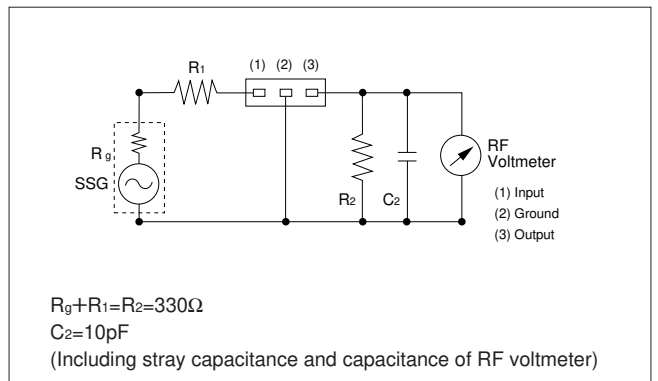 R1
(1) (2) (3)
Rg
SSG
R2
C2
RF
Voltmeter
(1) Input
(2) Ground
(3) Output
Rg+R1=R2=330Ω
C2=10pF
(Including stray capacitance and capacitance of RF voltmeter)